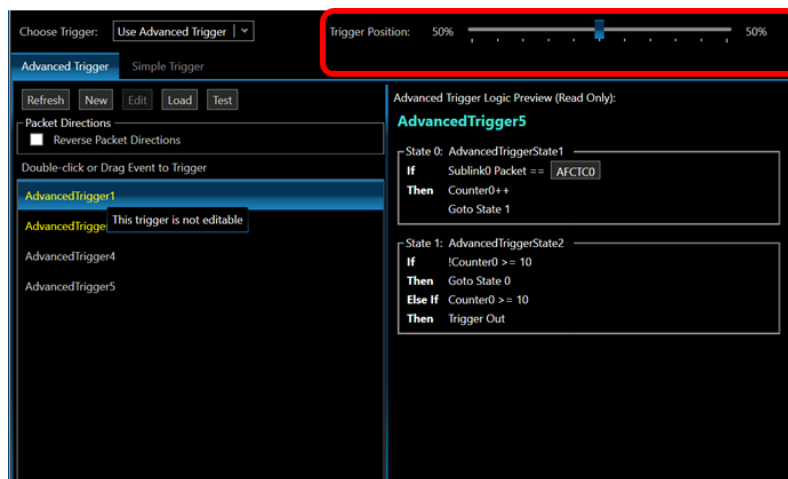 Choose Trigger: Use Advanced Trigger Trigger Position: 50% 50%
Advanced Trigger Simple Trigger
Refresh New Edit Load Test
Packet Directions
Reverse Packet Directions
Double-click or Drag Event to Trigger
AdvancedTrigger1
This trigger is not editable
AdvancedTrigge
AdvancedTrigger4
AdvancedTrigger5
Advanced Trigger Logic Preview (Read Only):
AdvancedTrigger5
State 0: AdvancedTriggerState1
If Sublink0 Packet == AFCTC0
Then Counter0++
Goto State 1
State 1: AdvancedTriggerState2
If !Counter0 >= 10
Then Goto State 0
Else If Counter0 >= 10
Then Trigger Out